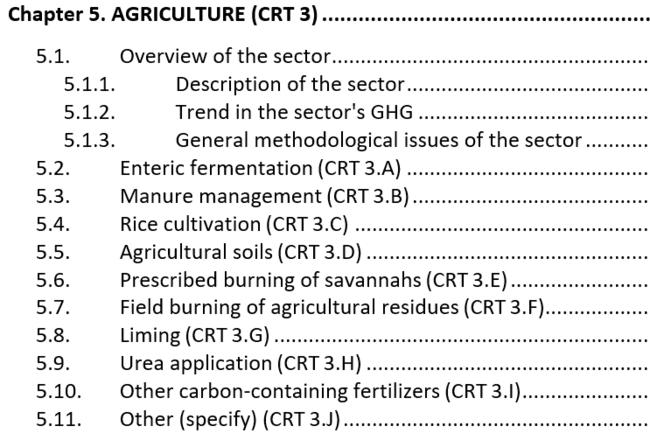 Chapter 5. AGRICULTURE (CRT 3)
5.1. Overview of the sector
5.1.1. Description of the sector
5.1.2. Trend in the sector's GHG
5.1.3. General methodological issues of the sector
5.2. Enteric fermentation (CRT 3.A)
5.3. Manure management (CRT 3.B)
5.4. Rice cultivation (CRT 3.C)
5.5. Agricultural soils (CRT 3.D)
5.6. Prescribed burning of savannahs (CRT 3.E)
5.7. Field burning of agricultural residues (CRT 3.F)
5.8. Liming (CRT 3.G)
5.9. Urea application (CRT 3.H)
5.10. Other carbon-containing fertilizers (CRT 3.I)
5.11. Other (specify) (CRT 3.J)